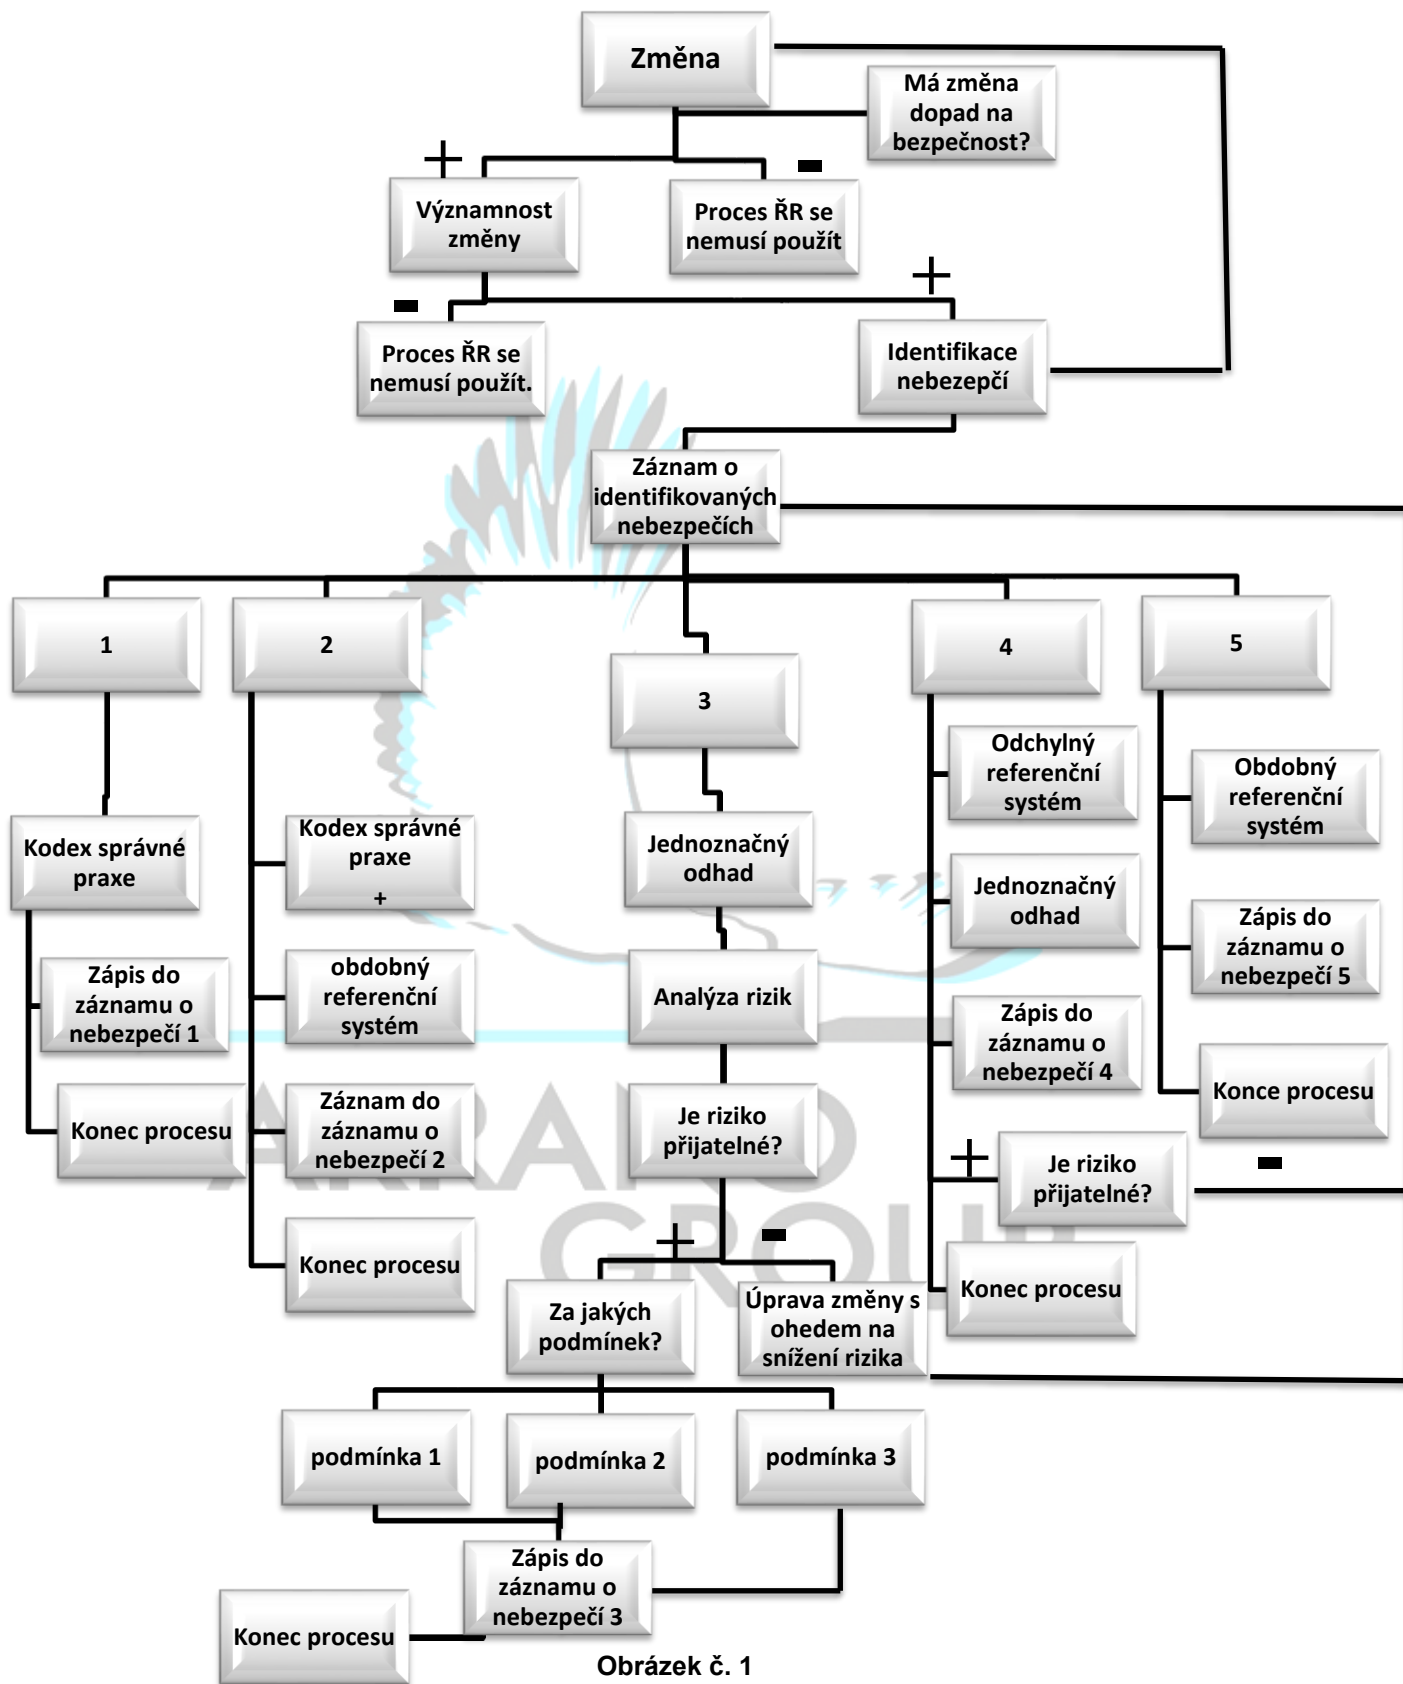 Změna
Má změna
dopad na
bezpečnost?
+
-
Významnost
změny
Proces ŘR se
nemusí použít
-
+
Proces ŘR se
nemusí použít.
Identifikace
nebezepčí
Záznam o
identifikovaných
nebezpečích
1
2
3
4
5
Kodex správné
praxe
Zápis do
záznamu o
nebezpečí 1
Konec procesu
Kodex správné
praxe
+
obdobný
referenční
systém
Záznam do
záznamu o
nebezpečí 2
Konec procesu
Jednoznačný
odhad
Analýza rizik
Je riziko
přijatelné?
+
-
Za jakých
podmínek?
Úprava změny s
ohedem na
snížení rizika
podmínka 1
podmínka 2
podmínka 3
Zápis do
záznamu o
nebezpečí 3
Konec procesu
Odchylný
referenční
systém
Jednoznačný
odhad
Zápis do
záznamu o
nebezpečí 4
+
Je riziko
přijatelné?
-
Konec procesu
Obdobný
referenční
systém
Zápis do
záznamu o
nebezpečí 5
Konce procesu
ARRANO
GROUP
Obrázek č. 1